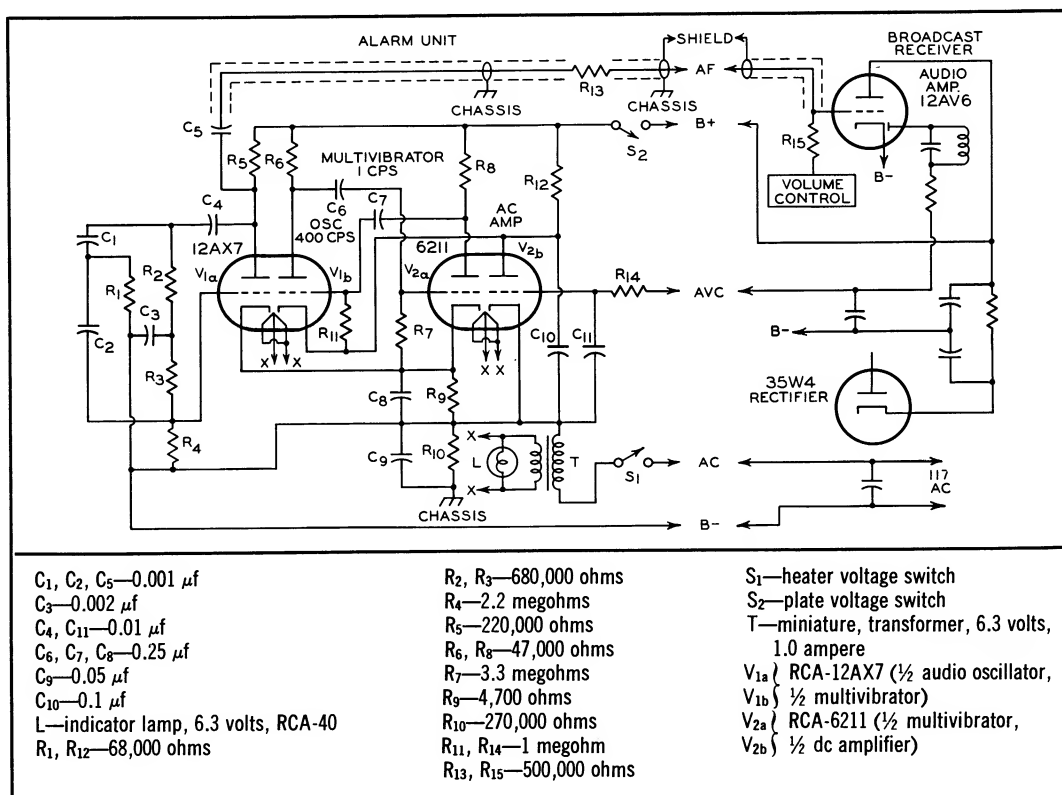 ALARM UNIT
SHIELD
BROADCAST
RECEIVER
AUDIO
AMP.
12AV6
AF
R13
CHASSIS
CHASSIS
C5
R15
B+
S2
B-
VOLUME
CONTROL
R5
R6
MULTIVIBRATOR
1 CPS
R8
R12
C4
C6
C7
OSC
400 CPS
AC
AMP
C1
12AX7
6211
R2
V1a
V1b
V2a
V2b
R14
AVC
R1
C3
R11
R7
C10
C11
B-
C2
X X
X X
R3
C8
R9
35W4
RECTIFIER
R4
C9
R10
X
L
T
S1
AC
117
AC
X
CHASSIS
B-
C1, C2, C5—0.001 µf
C3—0.002 µf
C4, C11—0.01 µf
C6, C7, C8—0.25 µf
C9—0.05 µf
C10—0.1 µf
L—indicator lamp, 6.3 volts, RCA-40
R1, R12—68,000 ohms
R2, R3—680,000 ohms
R4—2.2 megohms
R5—220,000 ohms
R6, R8—47,000 ohms
R7—3.3 megohms
R9—4,700 ohms
R10—270,000 ohms
R11, R14—1 megohm
R13, R15—500,000 ohms
S1—heater voltage switch
S2—plate voltage switch
T—miniature, transformer, 6.3 volts,
1.0 ampere
V1a } RCA-12AX7 (½ audio oscillator,
V1b } ½ multivibrator)
V2a } RCA-6211 (½ multivibrator,
V2b } ½ dc amplifier)